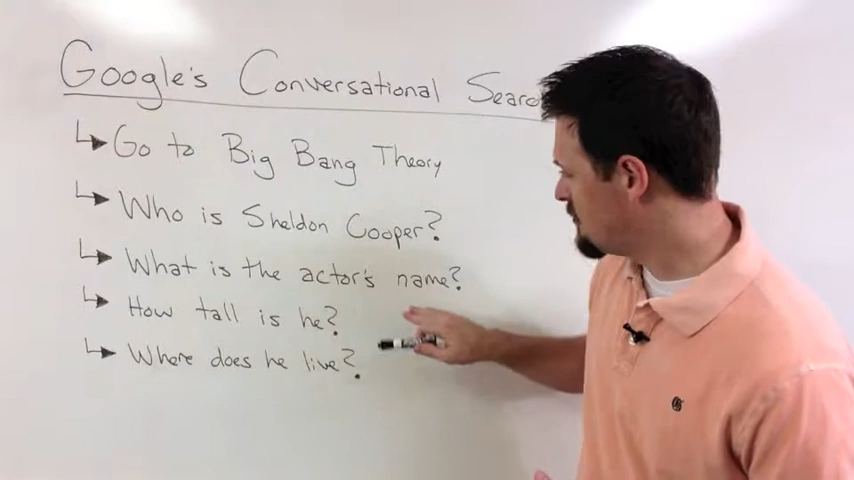 Google's Conversational Searc
Go to Big Bang Theory
Who is Sheldon Cooper?
What is the actor's name?
How tall is he?
Where does he live?